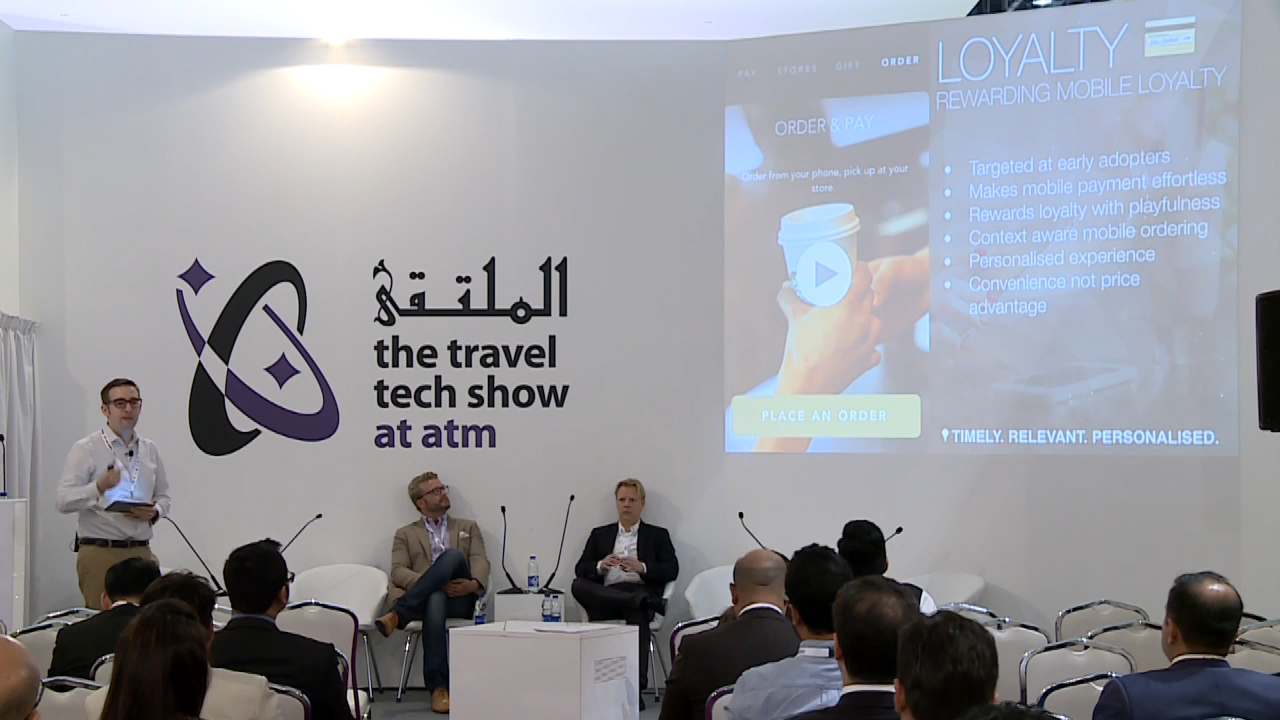 الملتقى
the travel
tech show
at atm
PAY STORES GIFT ORDER
ORDER & PAY
Order from your phone, pick up at your
store.
PLACE AN ORDER
LOYALTY
REWARDING MOBILE LOYALTY
• Targeted at early adopters
• Makes mobile payment effortless
• Rewards loyalty with playfulness
• Context aware mobile ordering
• Personalised experience
• Convenience not price
advantage
TIMELY. RELEVANT. PERSONALISED.